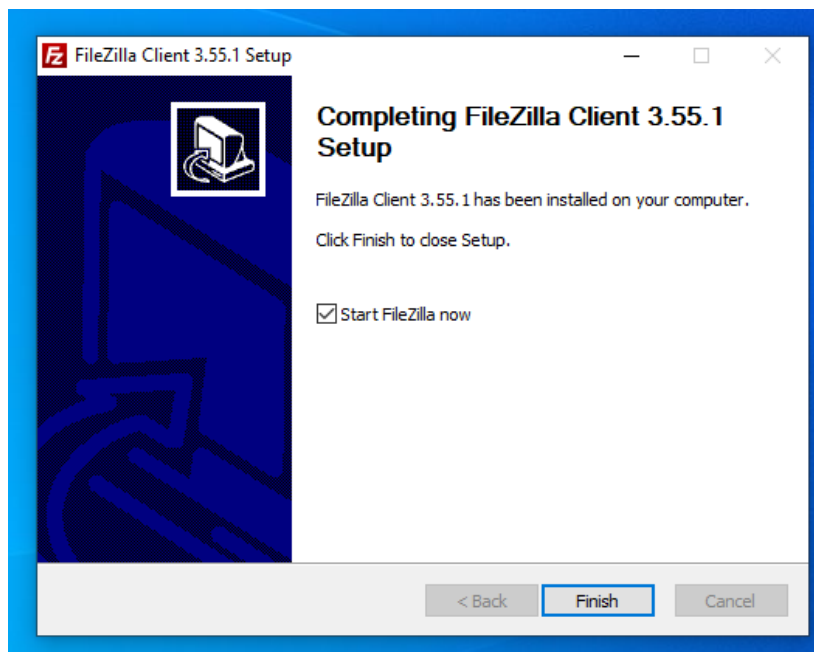 FileZilla Client 3.55.1 Setup
Completing FileZilla Client 3.55.1
Setup
FileZilla Client 3.55.1 has been installed on your computer.
Click Finish to close Setup.
Start FileZilla now
< Back
Finish
Cancel